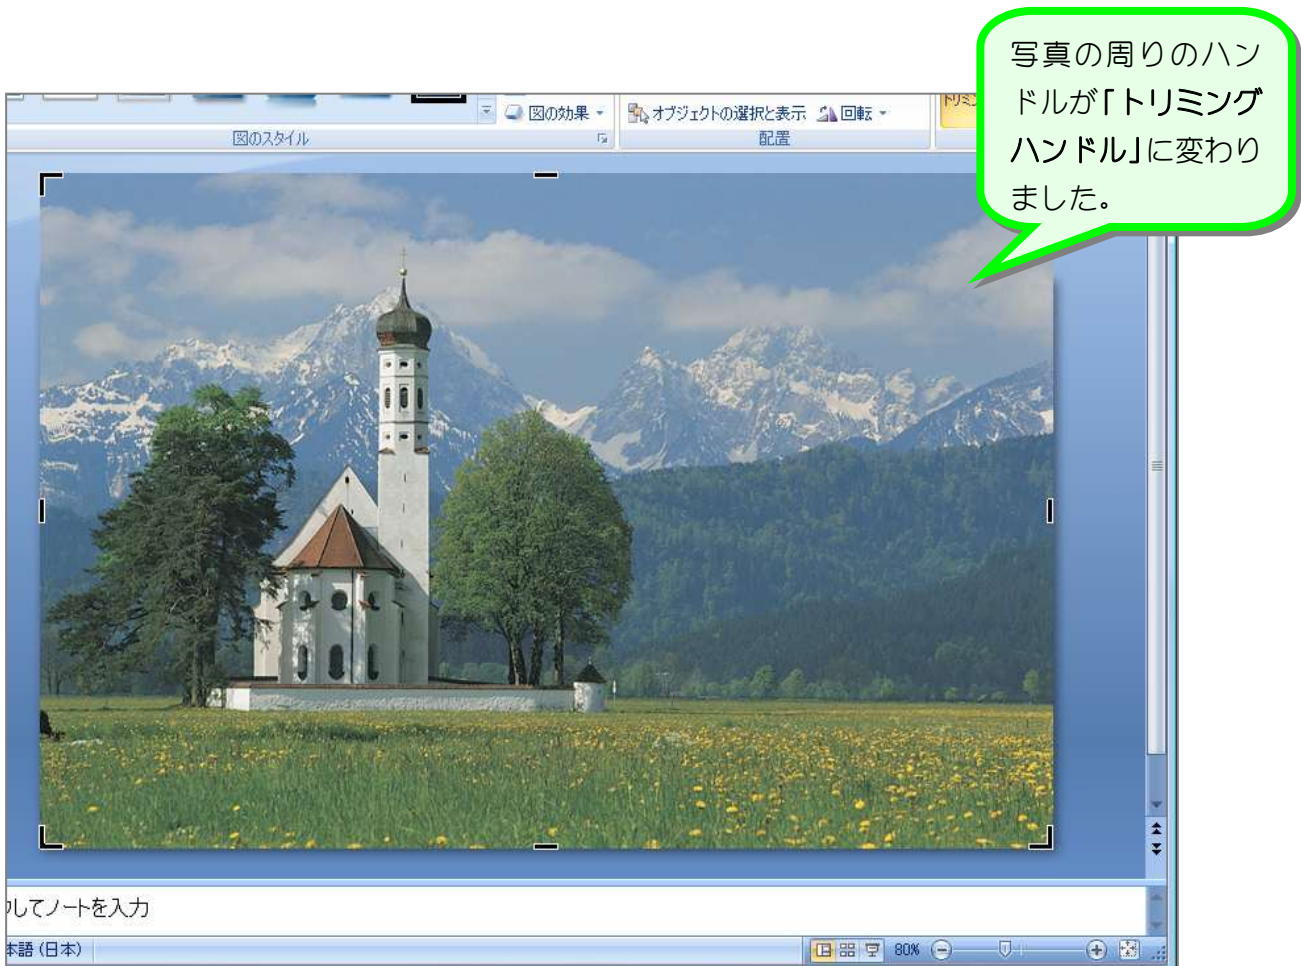 写真の周りのハン
ドルが「トリミング
ハンドル」に変わり
ました。
図の効果
オブジェクトの選択と表示
回転
トリミン
図のスタイル
配置
してノートを入力
本語 (日本)
80%